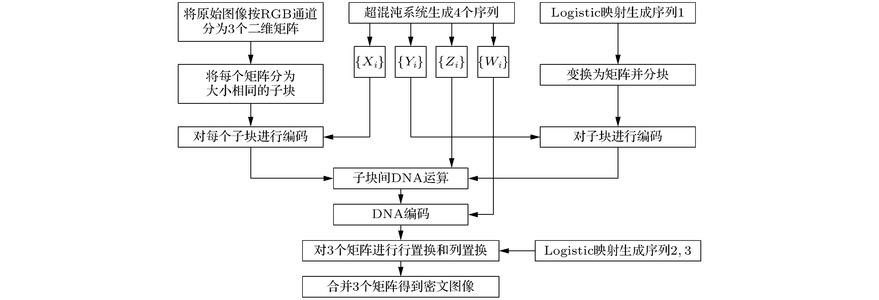 将原始图像按RGB通道
分为3个二维矩阵
超混沌系统生成4个序列
Logistic映射生成序列1
{Xi}
{Yi}
{Zi}
{Wi}
将每个矩阵分为
大小相同的子块
变换为矩阵并分块
对每个子块进行编码
对子块进行编码
子块间DNA运算
DNA编码
对3个矩阵进行行置换和列置换
Logistic映射生成序列2, 3
合并3个矩阵得到密文图像